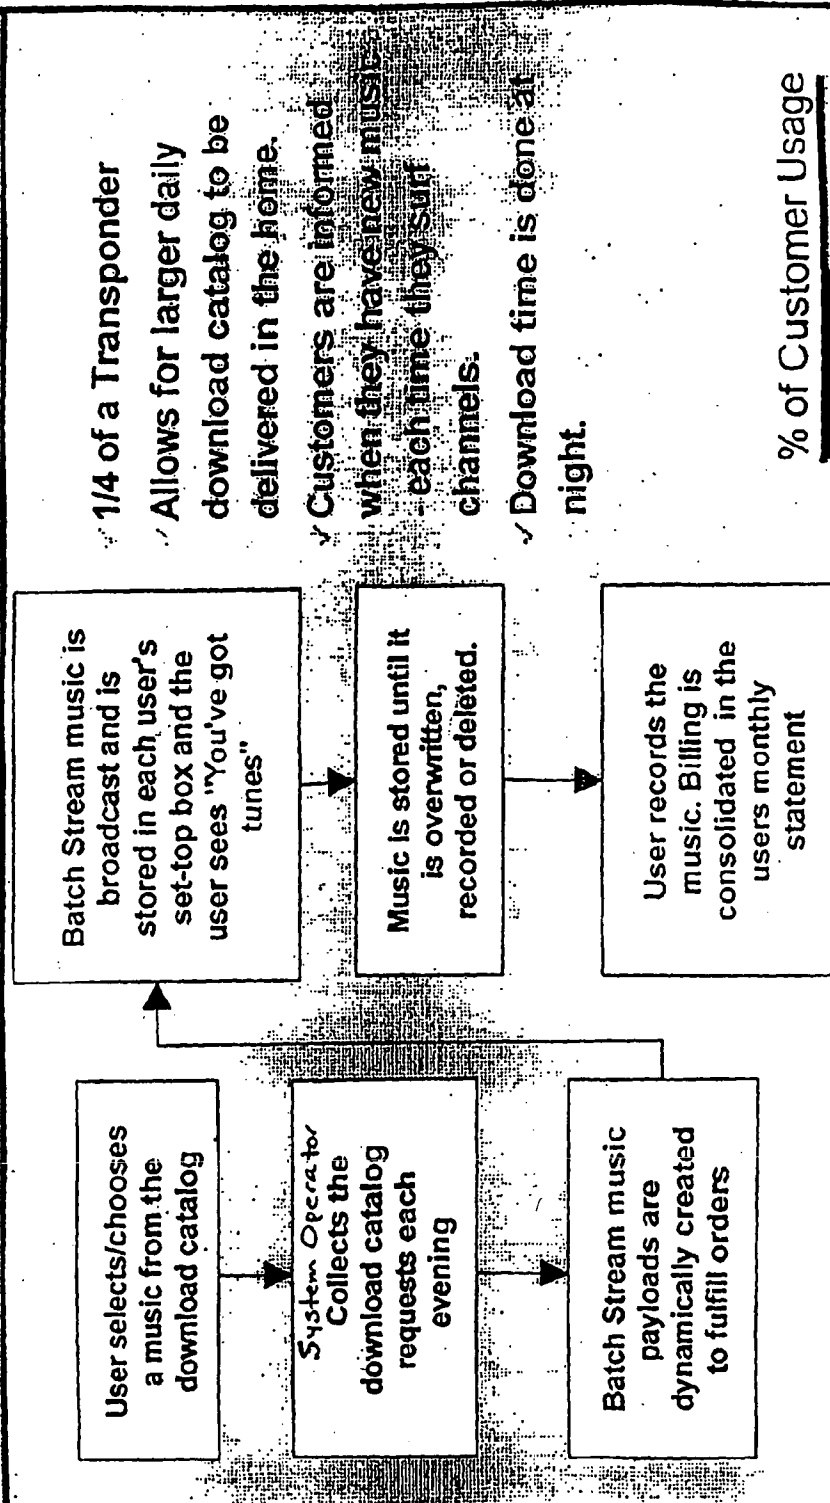 User selects/chooses
a music from the
download catalog
System Operator
Collects the
download catalog
requests each
evening
Batch Stream music
payloads are
dynamically created
to fulfill orders
Batch Stream music is
broadcast and is
stored in each user's
set-top box and the
user sees "You've got
tunes"
Music is stored until it
is overwritten,
recorded or deleted.
User records the
music. Billing is
consolidated in the
users monthly
statement
✓ 1/4 of a Transponder
✓ Allows for larger daily
download catalog to be
delivered in the home.
✓ Customers are informed
when they have new music
- each time they surf
channels.
✓ Download time is done at
night.
% of Customer Usage